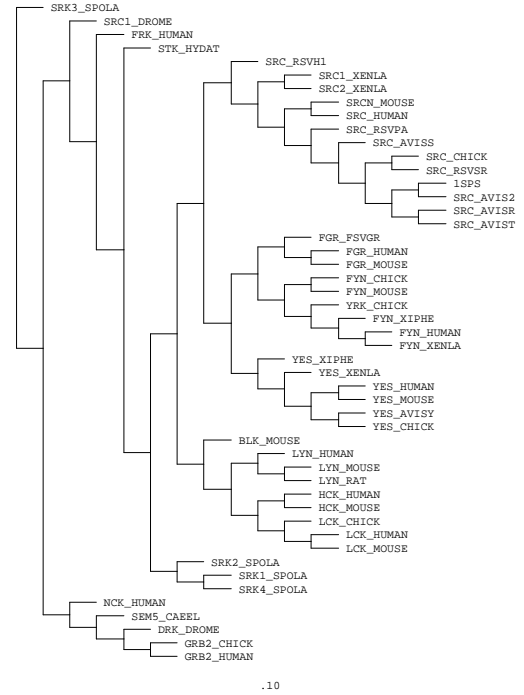 SRK3_SPOLA
SRC1_DROME
FRK_HUMAN
STK_HYDAT
SRC_RSVH1
SRC1_XENLA
SRC2_XENLA
SRCN_MOUSE
SRC_HUMAN
SRC_RSVPA
SRC_AVISS
SRC_CHICK
SRC_RSVSR
1SPS
SRC_AVIS2
SRC_AVISR
SRC_AVIST
FGR_FSVGR
FGR_HUMAN
FGR_MOUSE
FYN_CHICK
FYN_MOUSE
YRK_CHICK
FYN_XIPHE
FYN_HUMAN
FYN_XENLA
YES_XIPHE
YES_XENLA
YES_HUMAN
YES_MOUSE
YES_AVISY
YES_CHICK
BLK_MOUSE
LYN_HUMAN
LYN_MOUSE
LYN_RAT
HCK_HUMAN
HCK_MOUSE
LCK_CHICK
LCK_HUMAN
LCK_MOUSE
SRK2_SPOLA
SRK1_SPOLA
SRK4_SPOLA
NCK_HUMAN
SEM5_CAEEL
DRK_DROME
GRB2_CHICK
GRB2_HUMAN
.10